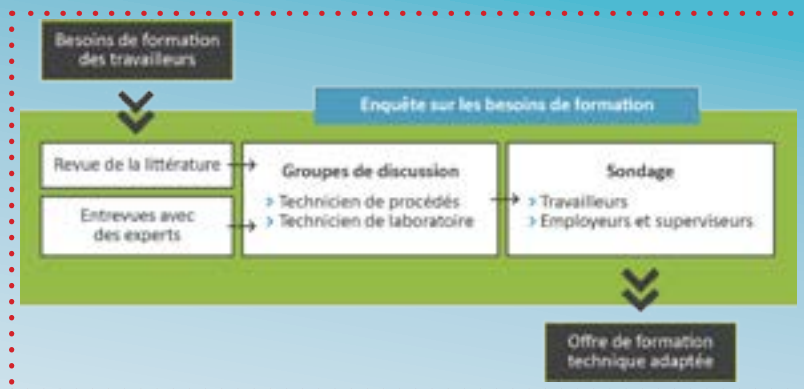 Besoins de formation
des travailleurs
Enquête sur les besoins de formation
Revue de la littérature
Entrevues avec
des experts
Groupes de discussion
> Technicien de procédés
> Technicien de laboratoire
Sondage
> Travailleurs
> Employeurs et superviseurs
Offre de formation
technique adaptée